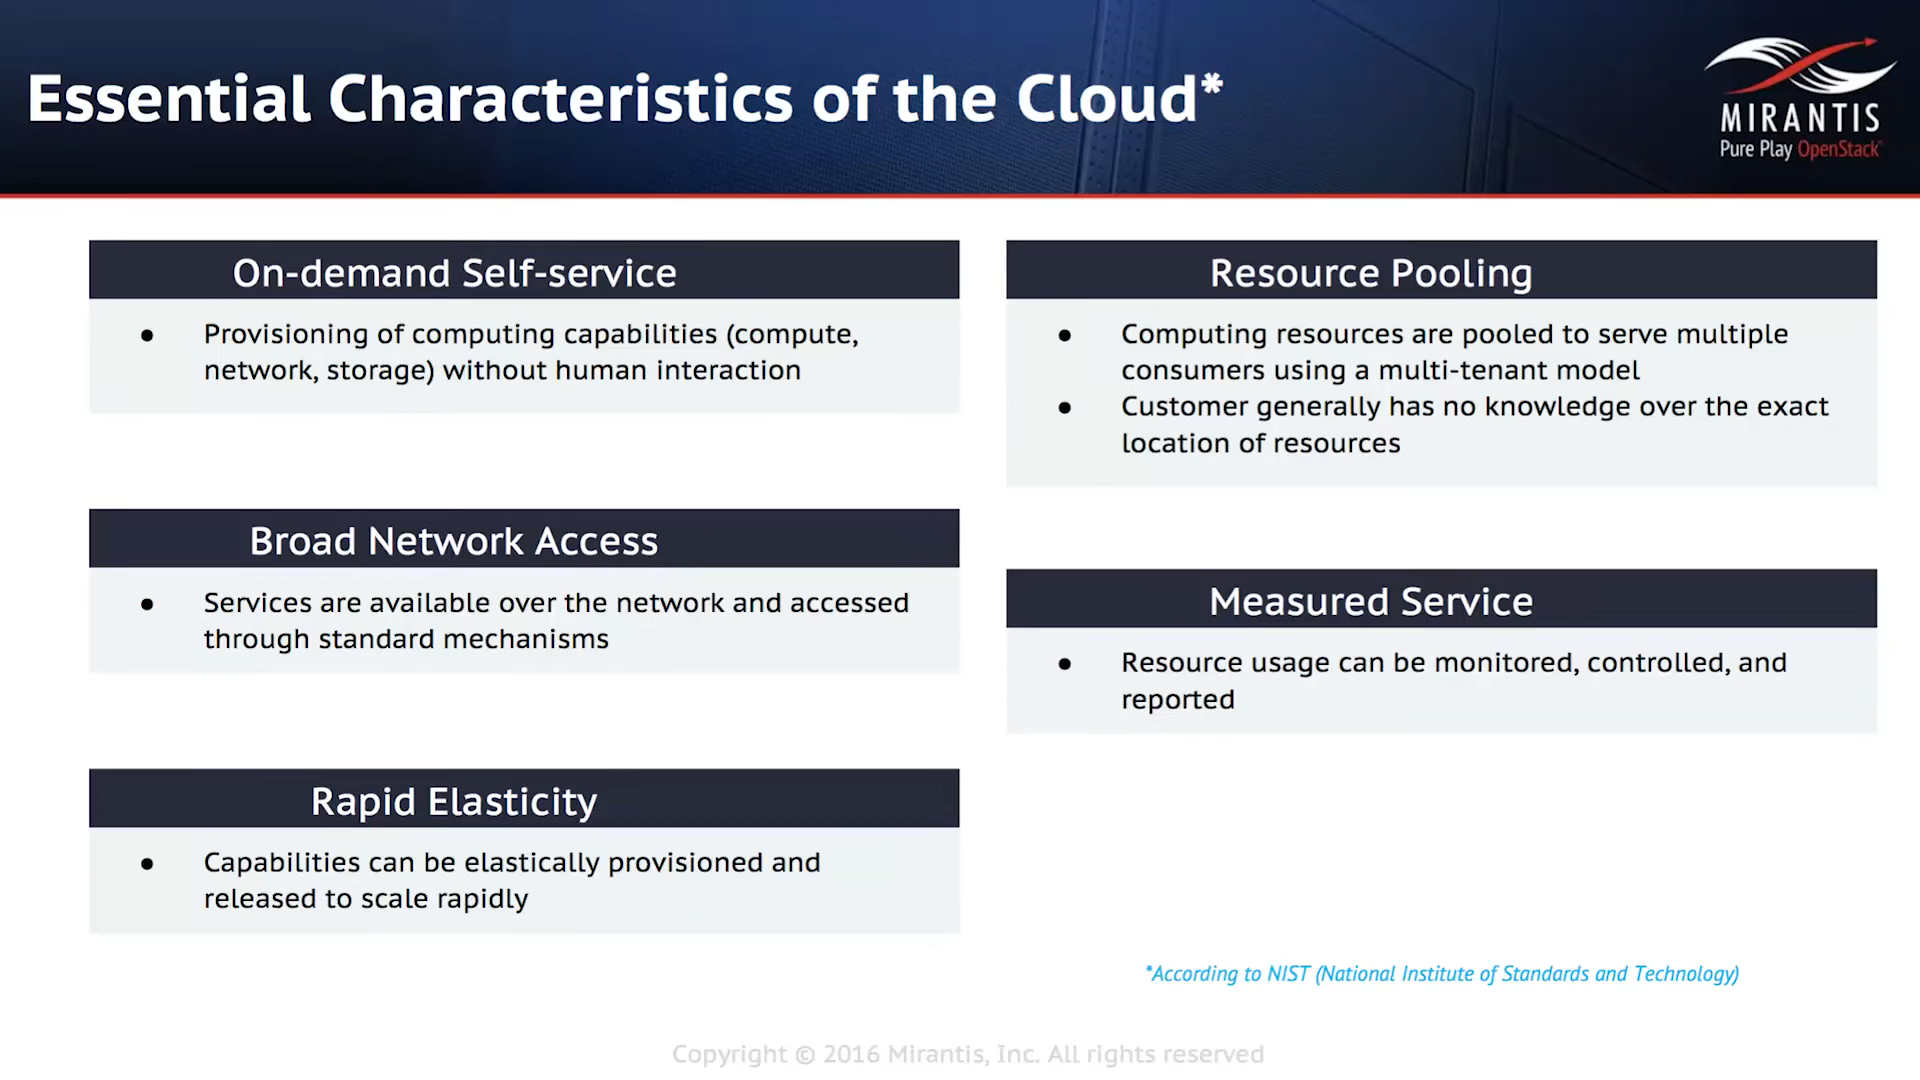 Essential Characteristics of the Cloud*
MIRANTIS
Pure Play OpenStack
On-demand Self-service
● Provisioning of computing capabilities (compute,
network, storage) without human interaction
Broad Network Access
● Services are available over the network and accessed
through standard mechanisms
Rapid Elasticity
● Capabilities can be elastically provisioned and
released to scale rapidly
Resource Pooling
● Computing resources are pooled to serve multiple
consumers using a multi-tenant model
● Customer generally has no knowledge over the exact
location of resources
Measured Service
● Resource usage can be monitored, controlled, and
reported
*According to NIST (National Institute of Standards and Technology)
Copyright © 2016 Mirantis, Inc. All rights reserved